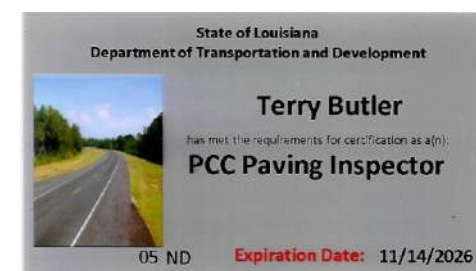 State of Louisiana
Department of Transportation and Development
Terry Butler
has met the requirements for certification as a(n):
PCC Paving Inspector
05 ND
Expiration Date: 11/14/2026